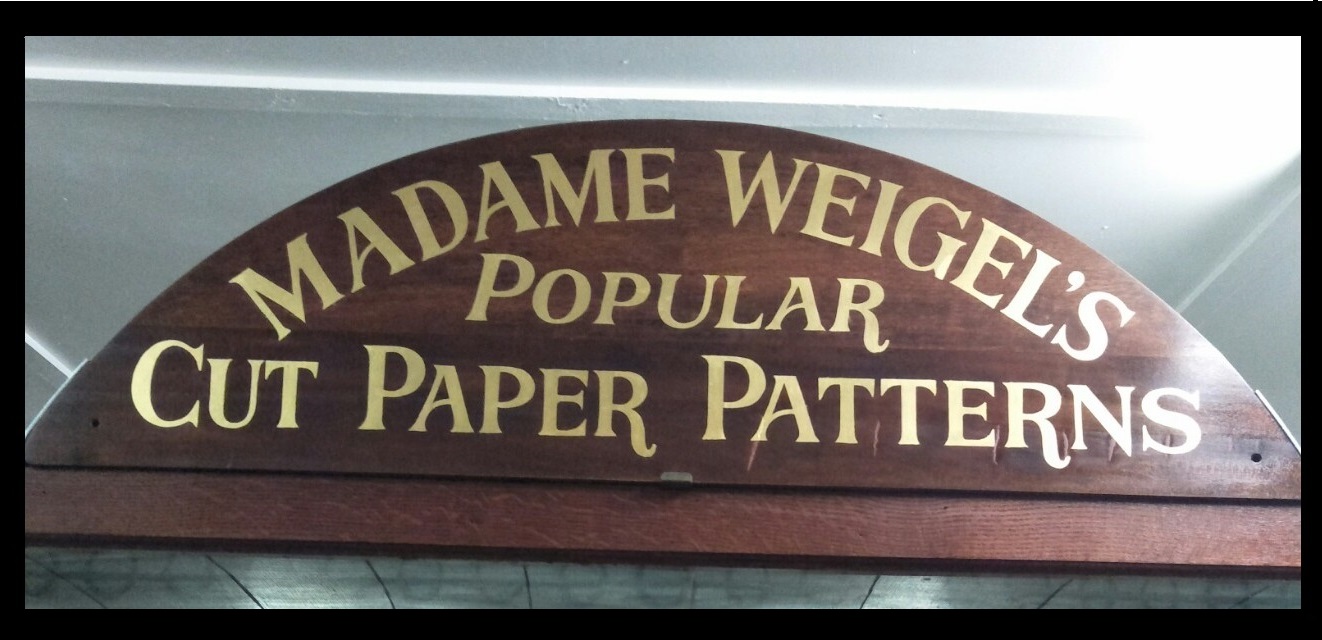 MADAME WEIGEL'S
POPULAR
CUT PAPER PATTERNS